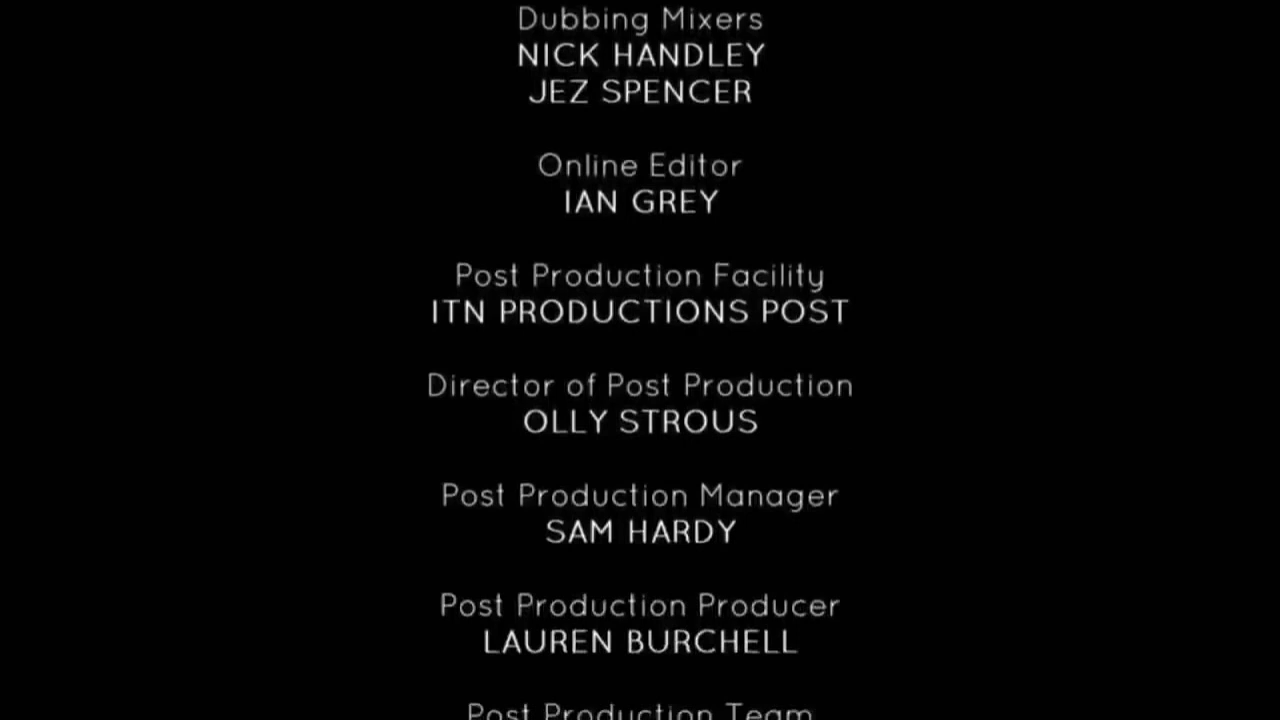 Dubbing Mixers
NICK HANDLEY
JEZ SPENCER
Online Editor
IAN GREY
Post Production Facility
ITN PRODUCTIONS POST
Director of Post Production
OLLY STROUS
Post Production Manager
SAM HARDY
Post Production Producer
LAUREN BURCHELL
Post Production Team